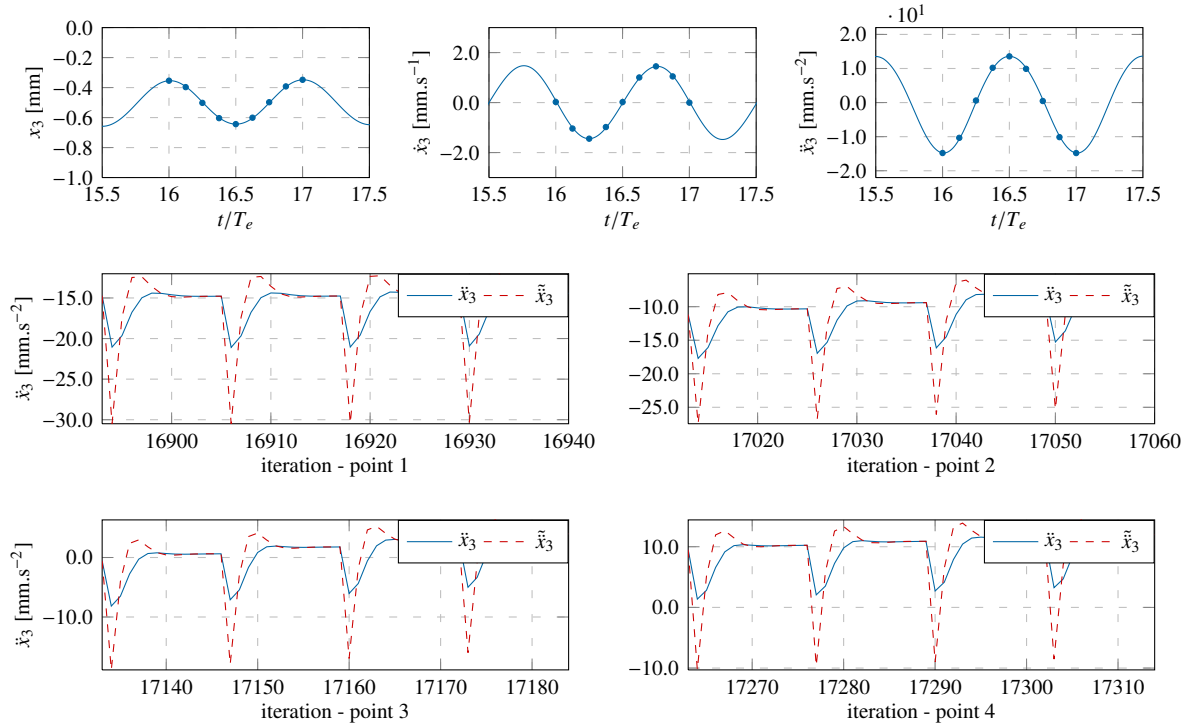 ·10¹
0.0
−0.2
−0.4
−0.6
−0.8
−1.0
x₃ [mm]
15.5 16 16.5 17 17.5
t/Tₑ
2.0
0.0
−2.0
ẋ₃ [mm.s⁻¹]
15.5 16 16.5 17 17.5
t/Tₑ
2.0
1.0
0.0
−1.0
−2.0
ẍ₃ [mm.s⁻²]
15.5 16 16.5 17 17.5
t/Tₑ
−15.0
−20.0
−25.0
−30.0
ẍ₃ [mm.s⁻²]
ẍ₃ ẍ̃₃
16900 16910 16920 16930 16940
iteration - point 1
−10.0
−15.0
−20.0
−25.0
ẍ₃ ẍ̃₃
17020 17030 17040 17050 17060
iteration - point 2
0.0
−10.0
ẍ₃ [mm.s⁻²]
ẍ₃ ẍ̃₃
17140 17150 17160 17170 17180
iteration - point 3
10.0
0.0
−10.0
ẍ₃ ẍ̃₃
17270 17280 17290 17300 17310
iteration - point 4